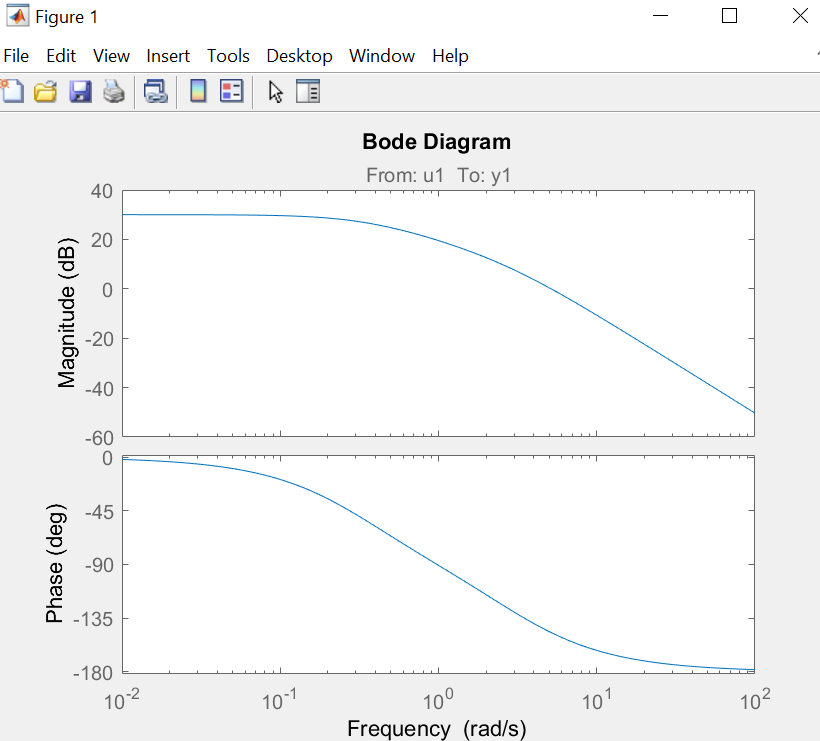 Figure 1
File Edit View Insert Tools Desktop Window Help
Bode Diagram
From: u1 To: y1
Magnitude (dB)
40
20
0
-20
-40
-60
Phase (deg)
0
-45
-90
-135
-180
10^-2 10^-1 10^0 10^1 10^2
Frequency (rad/s)